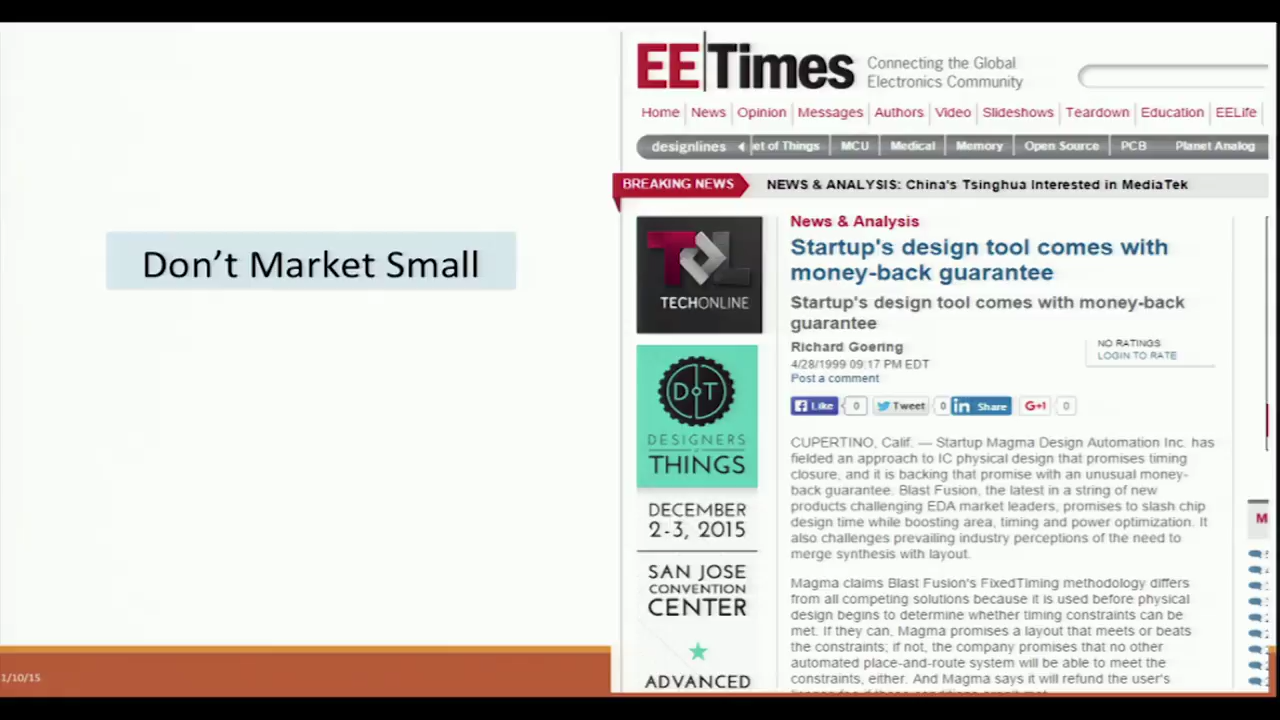 Don't Market Small
1/10/15
EE Times
Connecting the Global
Electronics Community
Home News Opinion Messages Authors Video Slideshows Teardown Education EELife
designlines et of Things MCU Medical Memory Open Source PCB Planet Analog
BREAKING NEWS NEWS & ANALYSIS: China's Tsinghua Interested in MediaTek
TECHONLINE
DoT
DESIGNERS
of
THINGS
DECEMBER
2-3, 2015
SAN JOSE
CONVENTION
CENTER
ADVANCED
News & Analysis
Startup's design tool comes with
money-back guarantee
Startup's design tool comes with money-back
guarantee
Richard Goering
4/28/1999 09:17 PM EDT
Post a comment
NO RATINGS
LOGIN TO RATE
Like 0 Tweet 0 in Share G+1 0
CUPERTINO, Calif. — Startup Magma Design Automation Inc. has
fielded an approach to IC physical design that promises timing
closure, and it is backing that promise with an unusual money-
back guarantee. Blast Fusion, the latest in a string of new
products challenging EDA market leaders, promises to slash chip
design time while boosting area, timing and power optimization. It
also challenges prevailing industry perceptions of the need to
merge synthesis with layout.
Magma claims Blast Fusion's FixedTiming methodology differs
from all competing solutions because it is used before physical
design begins to determine whether timing constraints can be
met. If they can, Magma promises a layout that meets or beats
the constraints; if not, the company promises that no other
automated place-and-route system will be able to meet the
constraints, either. And Magma says it will refund the user's
M